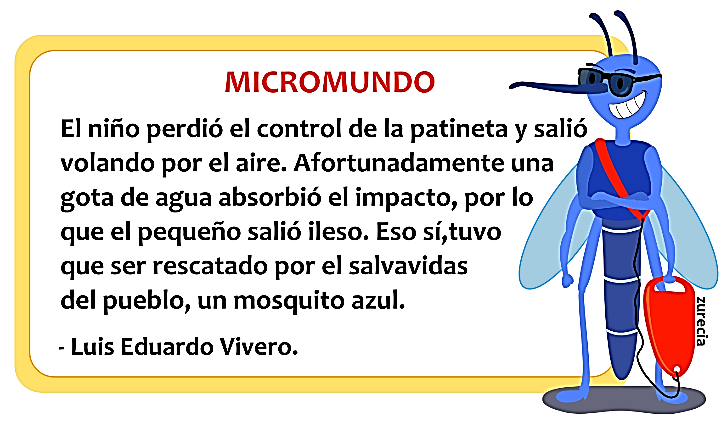 MICROMUNDO
El niño perdió el control de la patineta y salió
volando por el aire. Afortunadamente una
gota de agua absorbió el impacto, por lo
que el pequeño salió ileso. Eso sí,tuvo
que ser rescatado por el salvavidas
del pueblo, un mosquito azul.
- Luis Eduardo Vivero.
zurecia